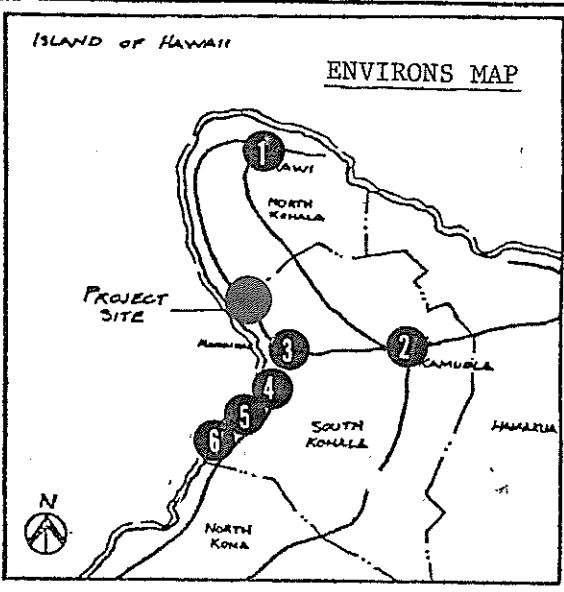 ISLAND OF HAWAII
ENVIRONS MAP
1
AWI
NORTH
KOHALA
PROJECT
SITE
3
2
KAMUELA
4
5
SOUTH
KOHALA
HAMAKUA
6
N
NORTH
KONA